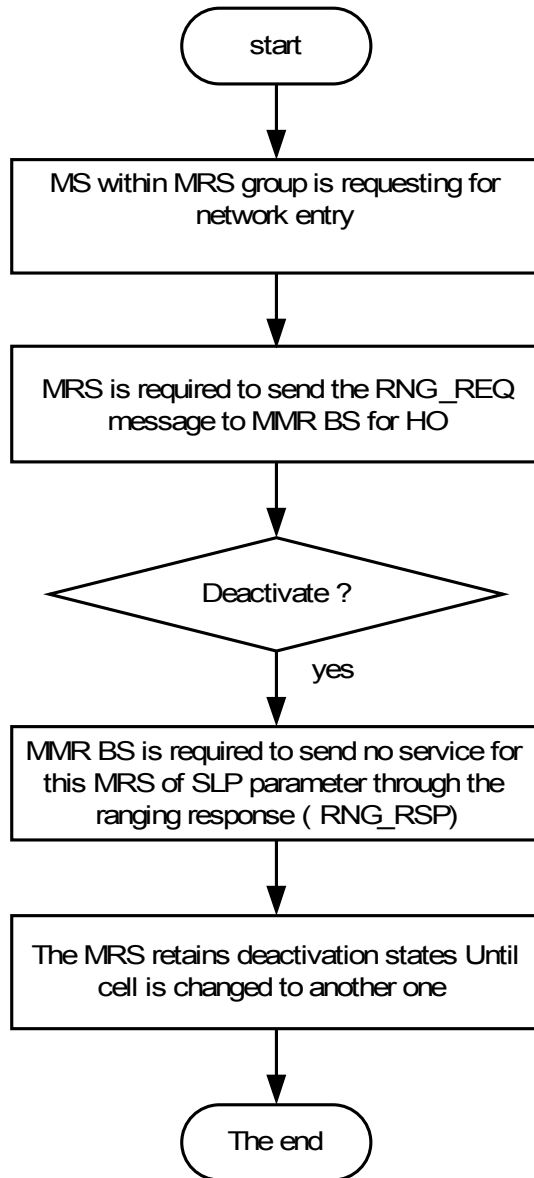 start
MS within MRS group is requesting for
network entry
MRS is required to send the RNG_REQ
message to MMR BS for HO
Deactivate ?
yes
MMR BS is required to send no service for
this MRS of SLP parameter through the
ranging response ( RNG_RSP)
The MRS retains deactivation states Until
cell is changed to another one
The end